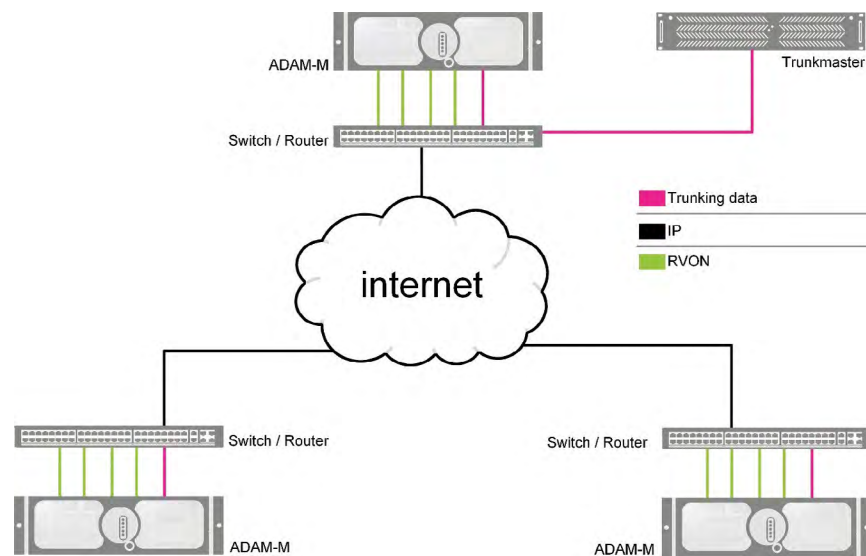 ADAM-M
Trunkmaster
Switch / Router
Trunking data
IP
RVON
internet
Switch / Router
Switch / Router
ADAM-M
ADAM-M